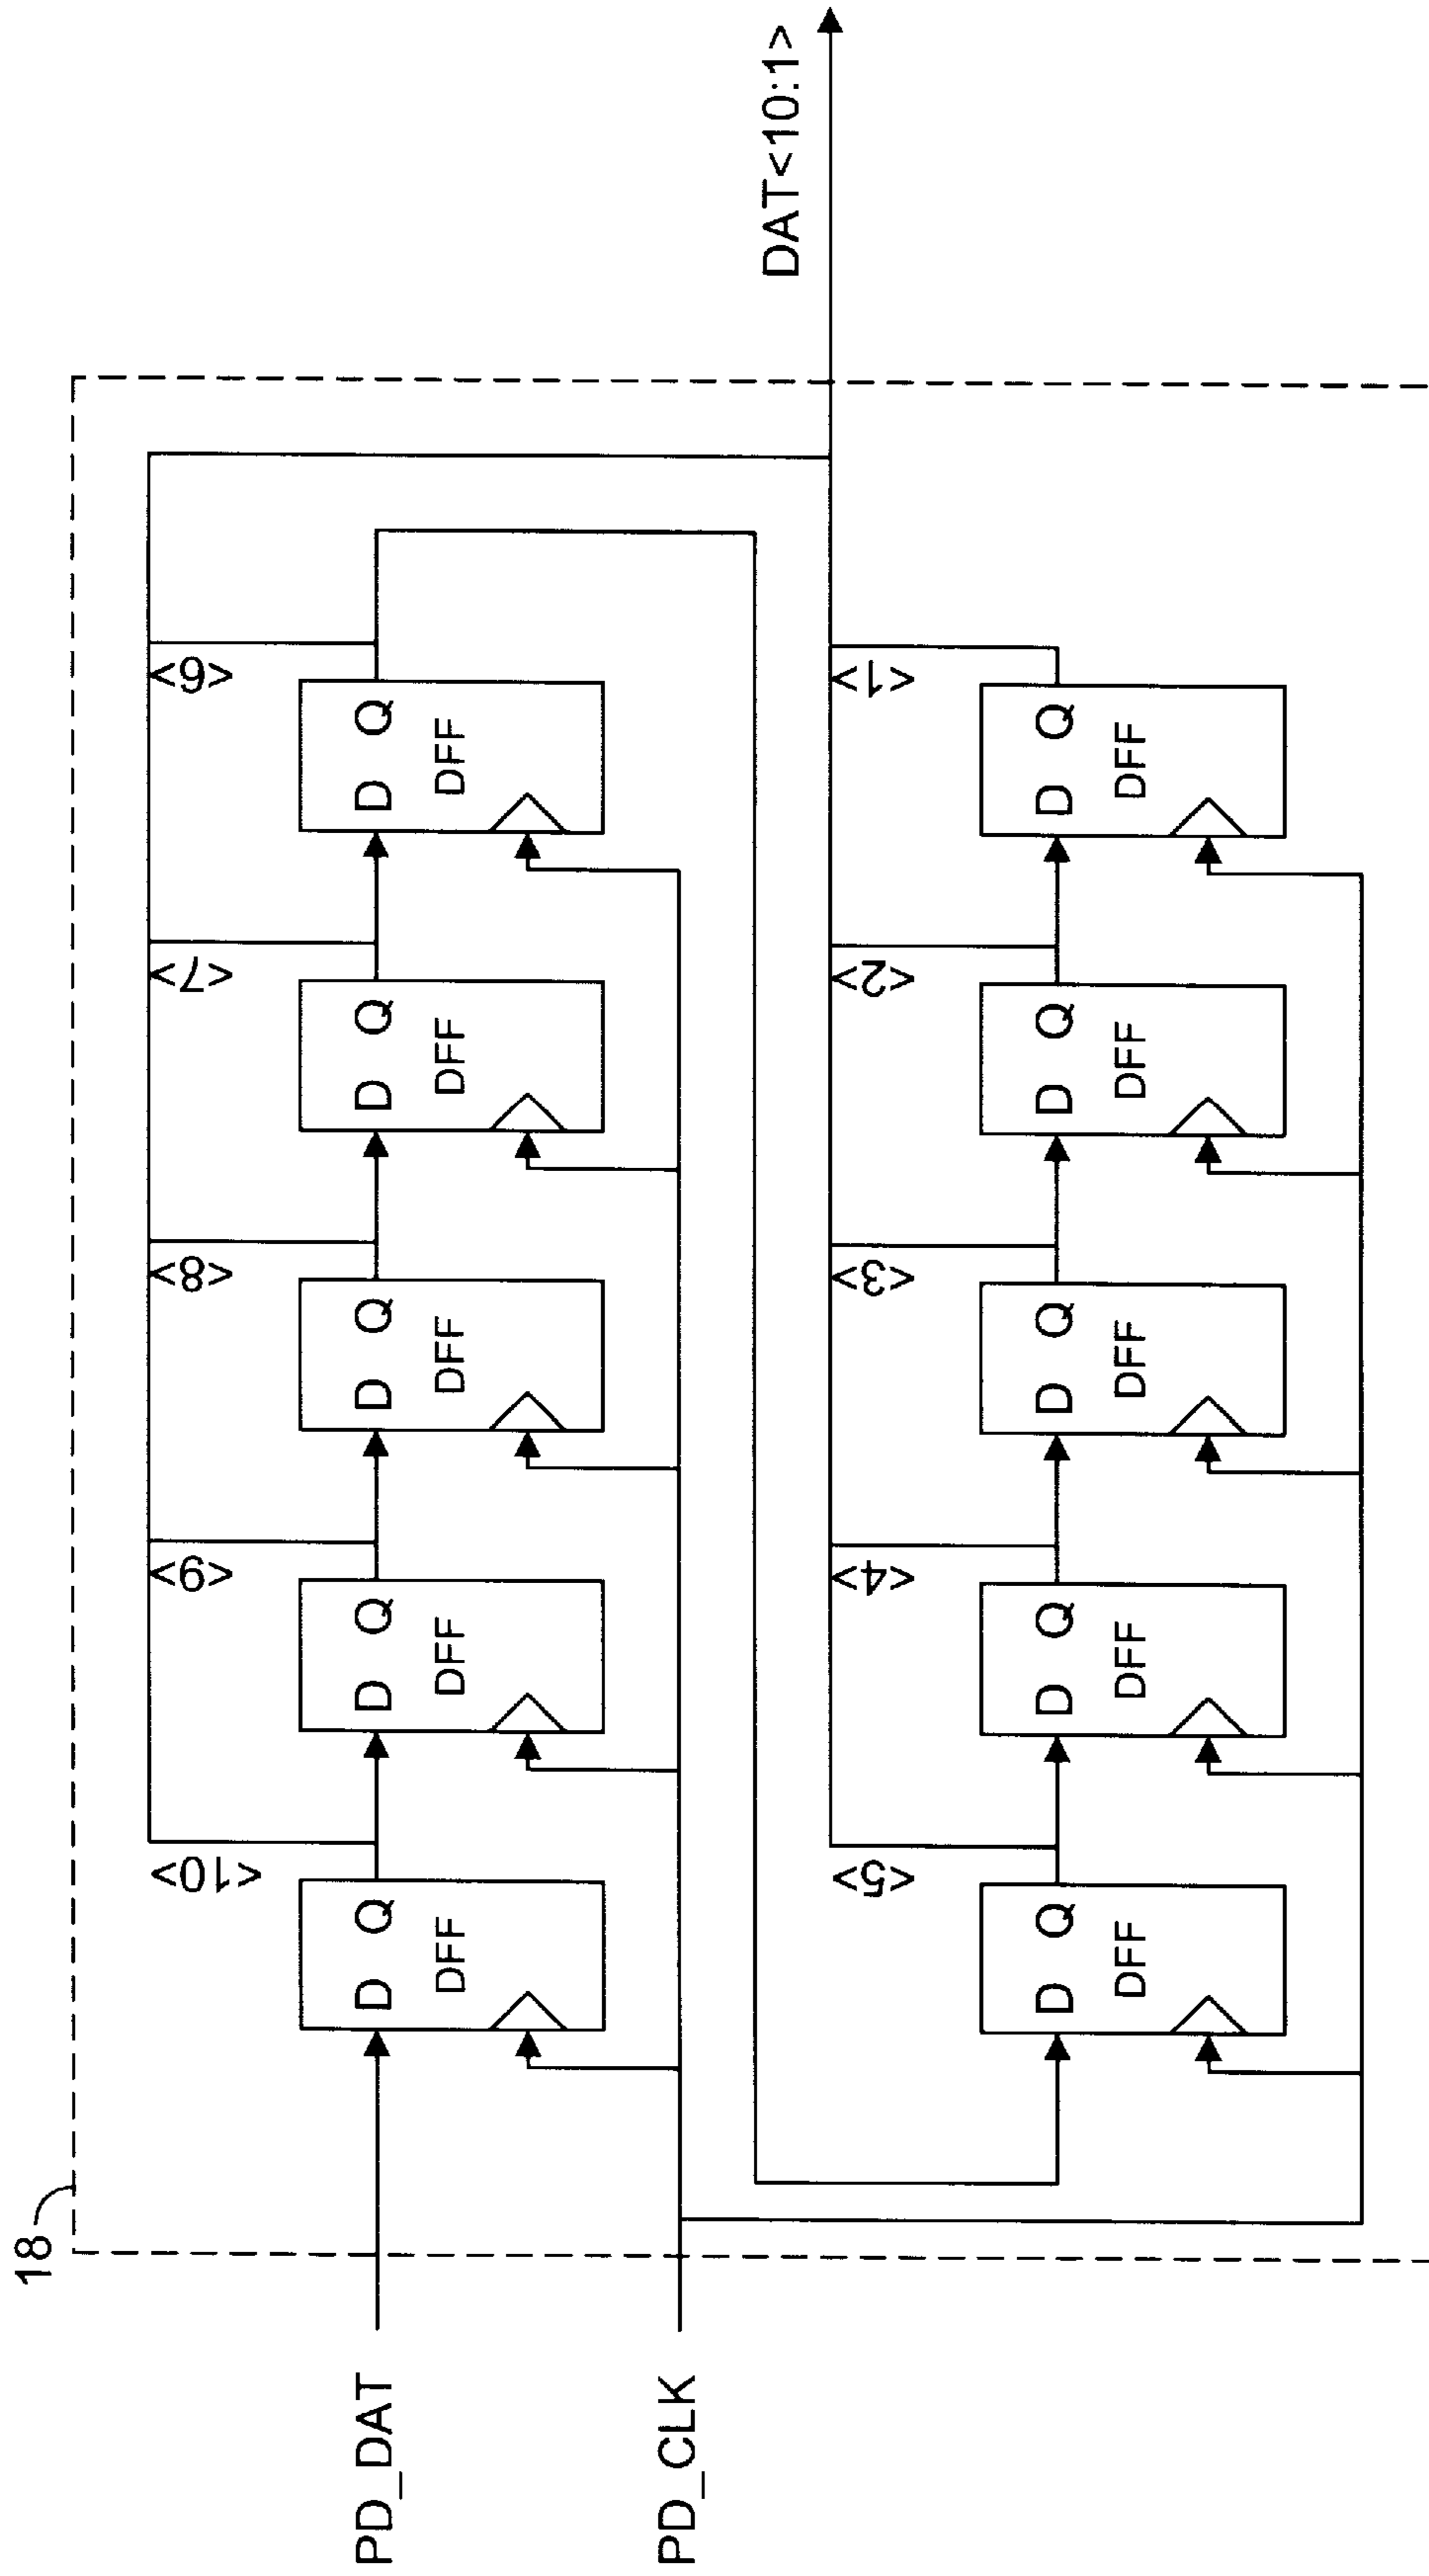 18
PD_DAT
PD_CLK
<10>
<9>
<8>
<7>
<6>
D Q
DFF
D Q
DFF
D Q
DFF
D Q
DFF
D Q
DFF
DAT<10:1>
<5>
<4>
<3>
<2>
<1>
D Q
DFF
D Q
DFF
D Q
DFF
D Q
DFF
D Q
DFF